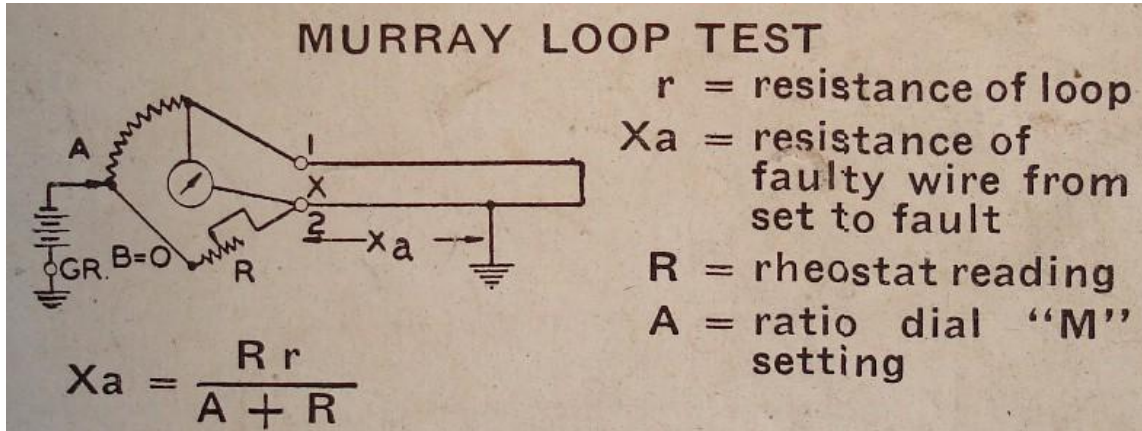 MURRAY LOOP TEST
r = resistance of loop
Xa = resistance of
faulty wire from
set to fault
R = rheostat reading
A = ratio dial “M”
setting
A
1
X
2
Xa
GR.
B=O
R
Xa = R r
A + R